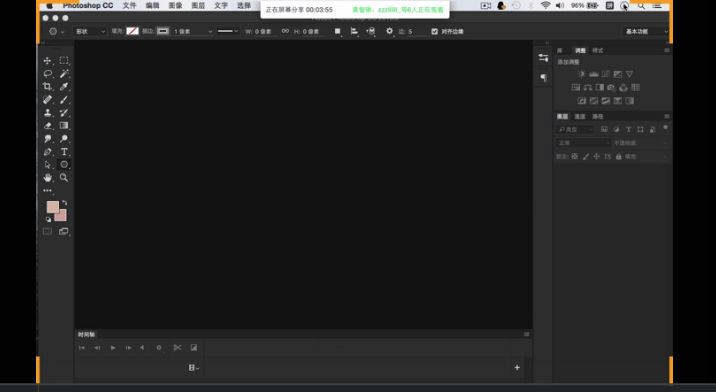 Photoshop CC 文件 编辑 图像 图层 文字 选择 96%
正在屏幕分享 00:03:55
形状 填充: 描边: 1 像素 W: 0 像素 H: 0 像素 边: 5 对齐边缘 基本功能
库 调整 样式
添加调整
图层 通道 路径
类型
正常 不透明度:
锁定: 填充:
时间轴